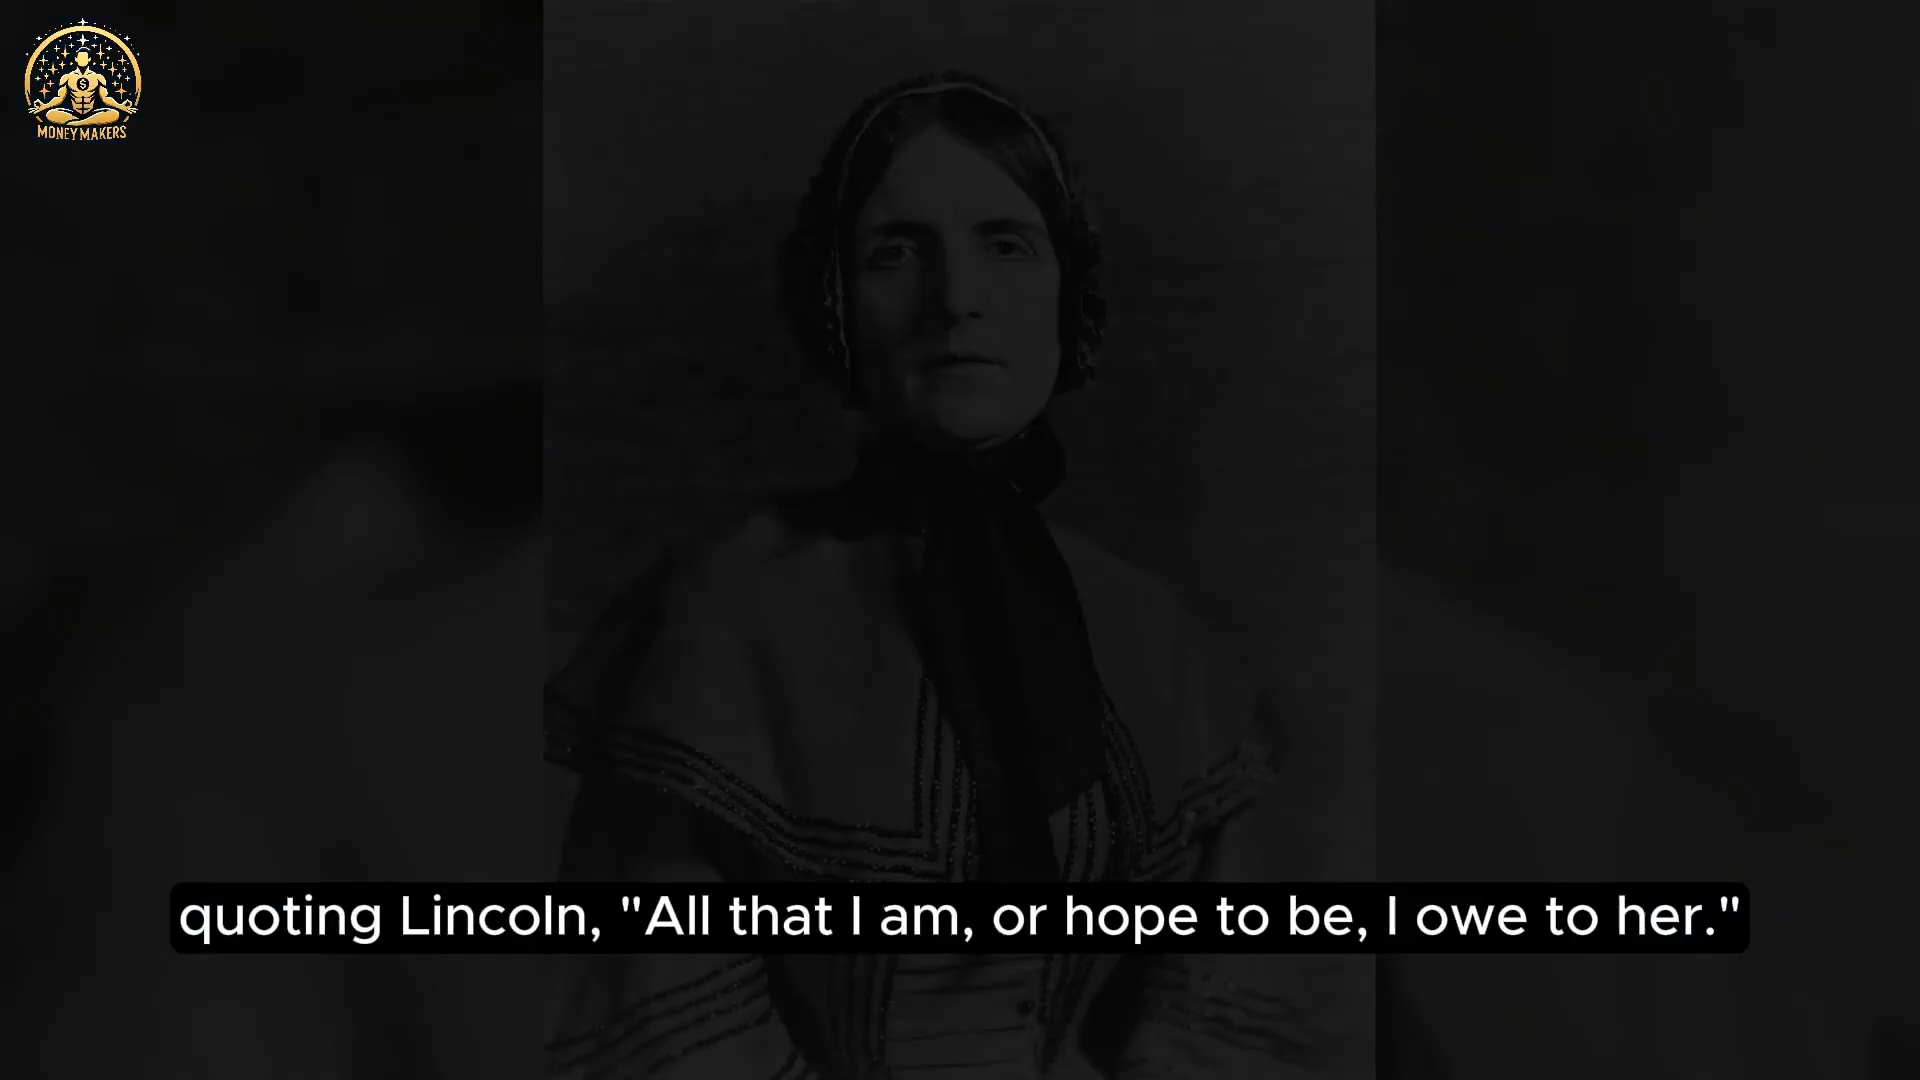 MONEY MAKERS
quoting Lincoln, "All that I am, or hope to be, I owe to her."